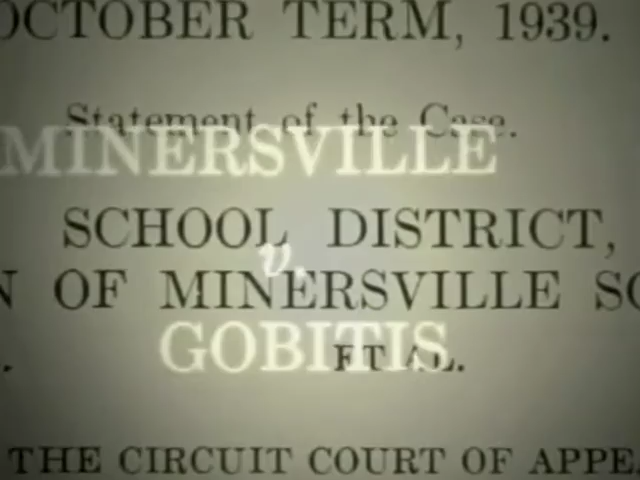 OCTOBER TERM, 1939.
Statement of the Case.
MINERSVILLE
SCHOOL DISTRICT,
v.
N OF MINERSVILLE SC
GOBITIS
ET AL.
THE CIRCUIT COURT OF APPEA